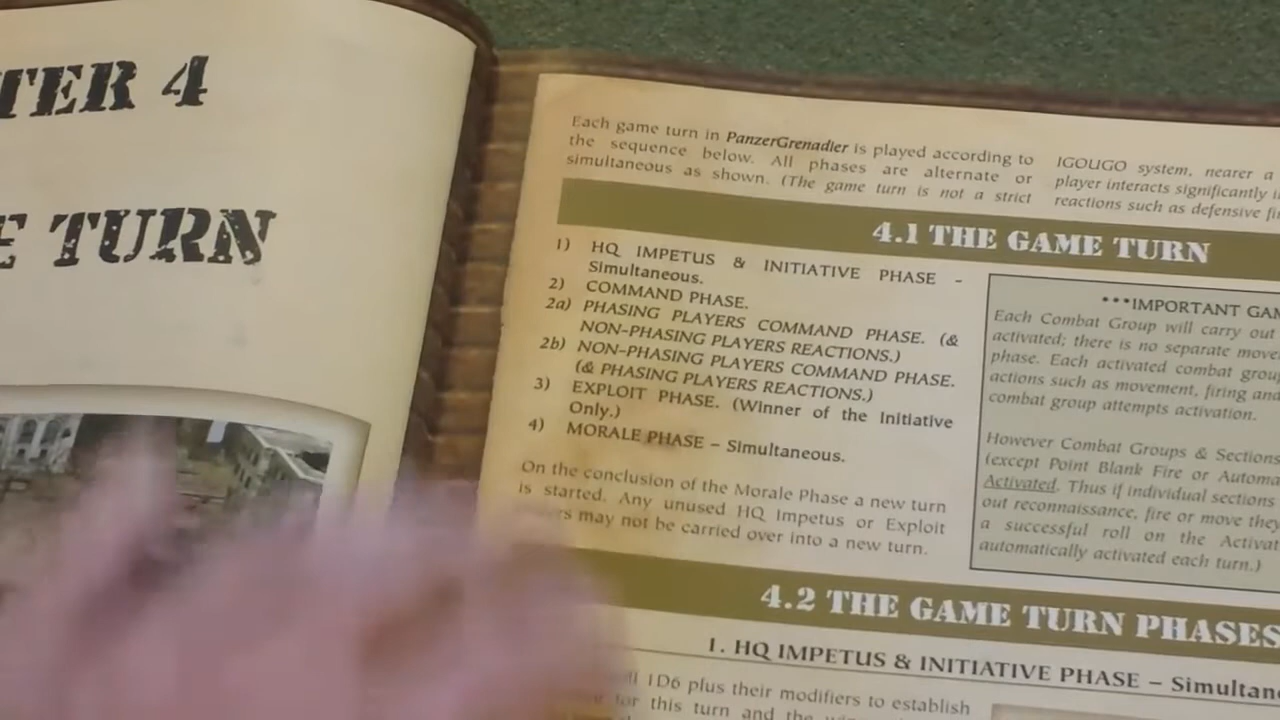 TER 4
E TURN
Each game turn in PanzerGrenadier is played according to
the sequence below. All phases are alternate or
simultaneous as shown. (The game turn is not a strict
IGOUGO system, nearer a
player interacts significantly
reactions such as defensive
4.1 THE GAME TURN
1) HQ IMPETUS & INITIATIVE PHASE –
Simultaneous.
2) COMMAND PHASE.
2a) PHASING PLAYERS COMMAND PHASE. (&
NON-PHASING PLAYERS REACTIONS.)
2b) NON-PHASING PLAYERS COMMAND PHASE.
(& PHASING PLAYERS REACTIONS.)
3) EXPLOIT PHASE. (Winner of the Initiative
Only.)
4) MORALE PHASE – Simultaneous.
On the conclusion of the Morale Phase a new turn
is started. Any unused HQ Impetus or Exploit
may not be carried over into a new turn.
***IMPORTANT GAM
Each Combat Group will carry out
activated; there is no separate move
phase. Each activated combat grou
actions such as movement, firing and
combat group attempts activation.
However Combat Groups & Sections
(except Point Blank Fire or Automa
Activated. Thus if individual sections
out reconnaissance, fire or move they
a successful roll on the Activat
automatically activated each turn.)
4.2 THE GAME TURN PHASES
1. HQ IMPETUS & INITIATIVE PHASE – Simultan
1D6 plus their modifiers to establish
for this turn and the